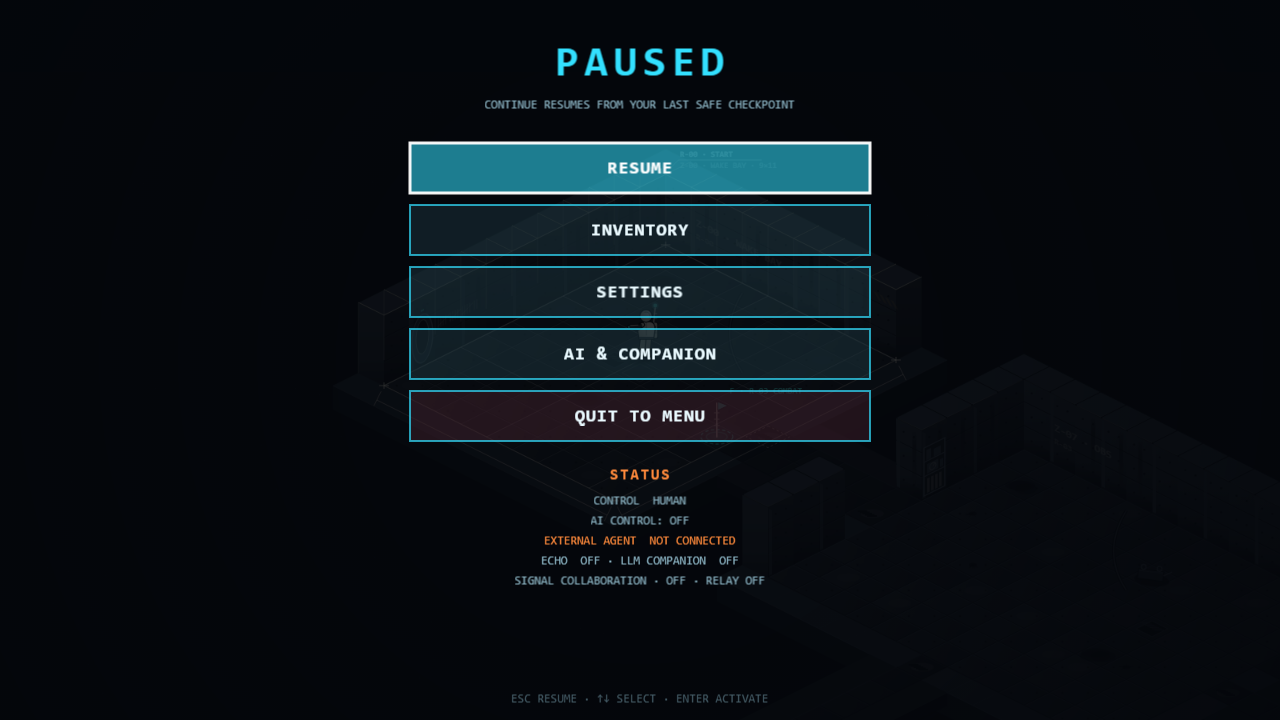 PAUSED
CONTINUE RESUMES FROM YOUR LAST SAFE CHECKPOINT
RESUME
INVENTORY
SETTINGS
AI & COMPANION
QUIT TO MENU
STATUS
CONTROL HUMAN
AI CONTROL: OFF
EXTERNAL AGENT NOT CONNECTED
ECHO OFF · LLM COMPANION OFF
SIGNAL COLLABORATION · OFF · RELAY OFF
ESC RESUME · ↑↓ SELECT · ENTER ACTIVATE